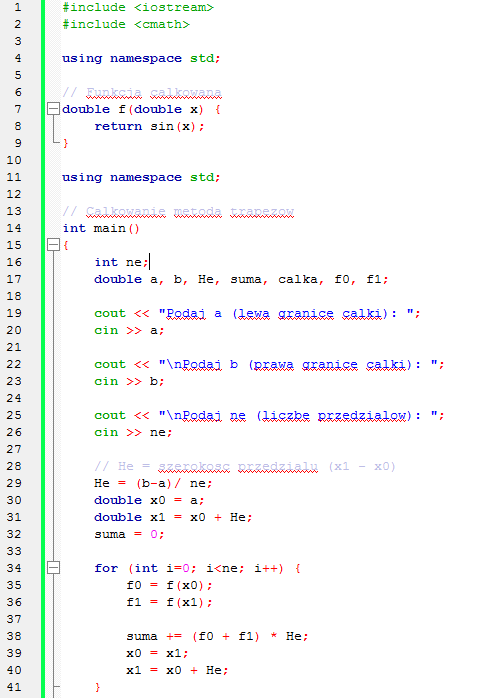 1 #include <iostream>
2 #include <cmath>
3
4 using namespace std;
5
6 // Funkcja calkowana
7 double f(double x) {
8 return sin(x);
9 }
10
11 using namespace std;
12
13 // Calkowanie metoda trapezow
14 int main()
15 {
16 int ne;
17 double a, b, He, suma, calka, f0, f1;
18
19 cout << "Podaj a (lewa granice calki): ";
20 cin >> a;
21
22 cout << "\nPodaj b (prawa granice calki): ";
23 cin >> b;
24
25 cout << "\nPodaj ne (liczbe przedzialow): ";
26 cin >> ne;
27
28 // He = szerokosc przedzialu (x1 - x0)
29 He = (b-a)/ ne;
30 double x0 = a;
31 double x1 = x0 + He;
32 suma = 0;
33
34 for (int i=0; i<ne; i++) {
35 f0 = f(x0);
36 f1 = f(x1);
37
38 suma += (f0 + f1) * He;
39 x0 = x1;
40 x1 = x0 + He;
41 }